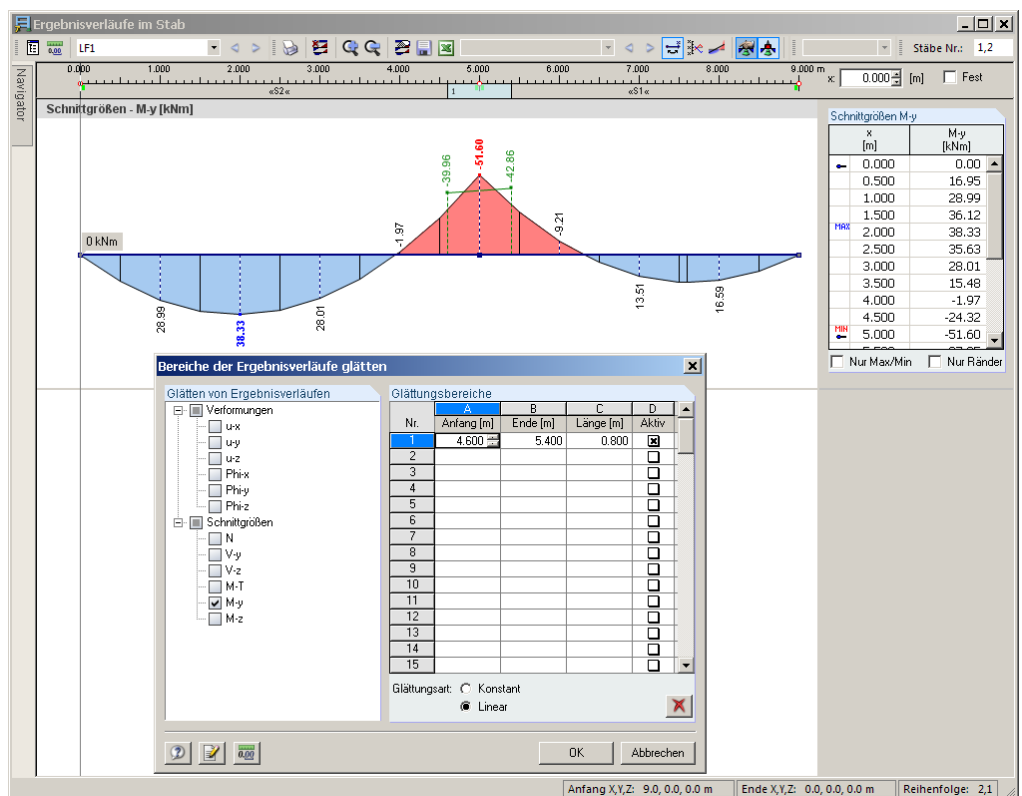 Ergebnisverläufe im Stab
LF1
Stäbe Nr.: 1,2
Navigator
0.000 1.000 2.000 3.000 4.000 5.000 6.000 7.000 8.000 9.000 m
x: 0.000 [m] Fest
«S2« 1 «S1«
Schnittgrößen - M-y [kNm]
0 kNm
28.99
38.33
28.01
-1.97
-39.96
-51.60
-42.86
-9.21
13.51
16.59
Schnittgrößen M-y
x [m] M-y [kNm]
0.000 0.00
0.500 16.95
1.000 28.99
1.500 36.12
MAX 2.000 38.33
2.500 35.63
3.000 28.01
3.500 15.48
4.000 -1.97
4.500 -24.32
MIN 5.000 -51.60
Nur Max/Min Nur Ränder
Bereiche der Ergebnisverläufe glätten
Glätten von Ergebnisverläufen
Verformungen
u-x
u-y
u-z
Phi-x
Phi-y
Phi-z
Schnittgrößen
N
V-y
V-z
M-T
M-y
M-z
Glättungsbereiche
A B C D
Nr. Anfang [m] Ende [m] Länge [m] Aktiv
1 4.600 5.400 0.800
2
3
4
5
6
7
8
9
10
11
12
13
14
15
Glättungsart: Konstant
Linear
OK Abbrechen
Anfang X,Y,Z: 9.0, 0.0, 0.0 m Ende X,Y,Z: 0.0, 0.0, 0.0 m Reihenfolge: 2,1